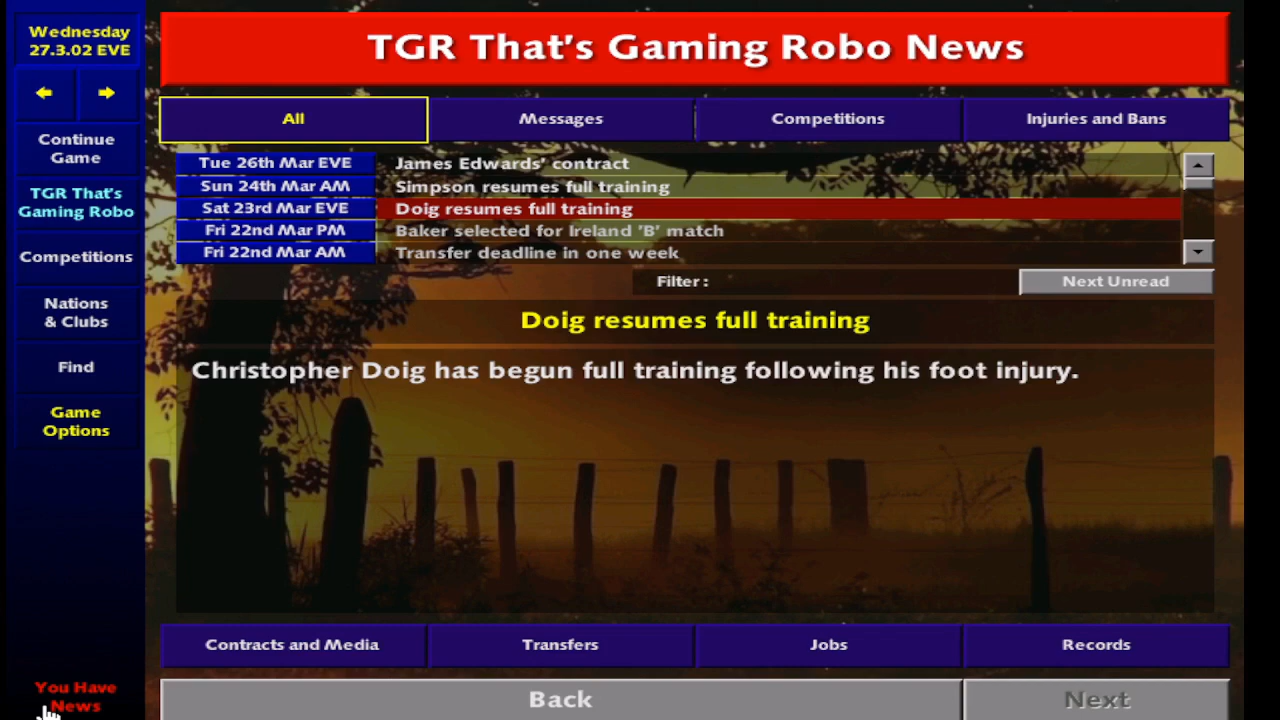 Wednesday
27.3.02 EVE
Continue
Game
TGR That's
Gaming Robo
Competitions
Nations
& Clubs
Find
Game
Options
You Have
News
TGR That's Gaming Robo News
All
Messages
Competitions
Injuries and Bans
Tue 26th Mar EVE James Edwards' contract
Sun 24th Mar AM Simpson resumes full training
Sat 23rd Mar EVE Doig resumes full training
Fri 22nd Mar PM Baker selected for Ireland 'B' match
Fri 22nd Mar AM Transfer deadline in one week
Filter :
Next Unread
Doig resumes full training
Christopher Doig has begun full training following his foot injury.
Contracts and Media
Transfers
Jobs
Records
Back
Next